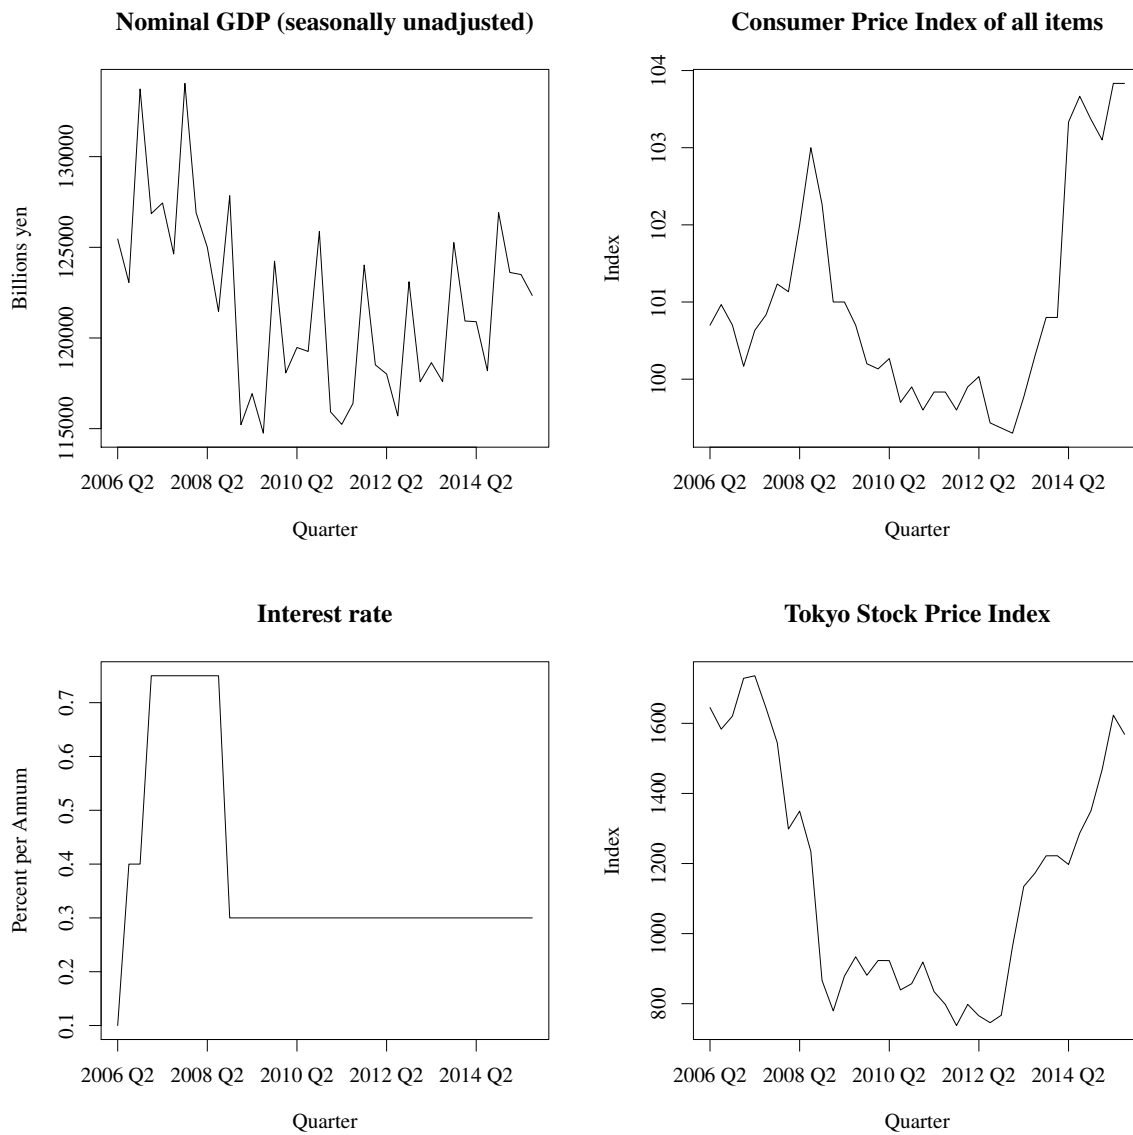 Nominal GDP (seasonally unadjusted)
Billions yen
130000
125000
120000
115000
2006 Q2 2008 Q2 2010 Q2 2012 Q2 2014 Q2
Quarter
Consumer Price Index of all items
Index
104
103
102
101
100
2006 Q2 2008 Q2 2010 Q2 2012 Q2 2014 Q2
Quarter
Interest rate
Percent per Annum
0.7
0.6
0.5
0.4
0.3
0.2
0.1
2006 Q2 2008 Q2 2010 Q2 2012 Q2 2014 Q2
Quarter
Tokyo Stock Price Index
Index
1600
1400
1200
1000
800
2006 Q2 2008 Q2 2010 Q2 2012 Q2 2014 Q2
Quarter